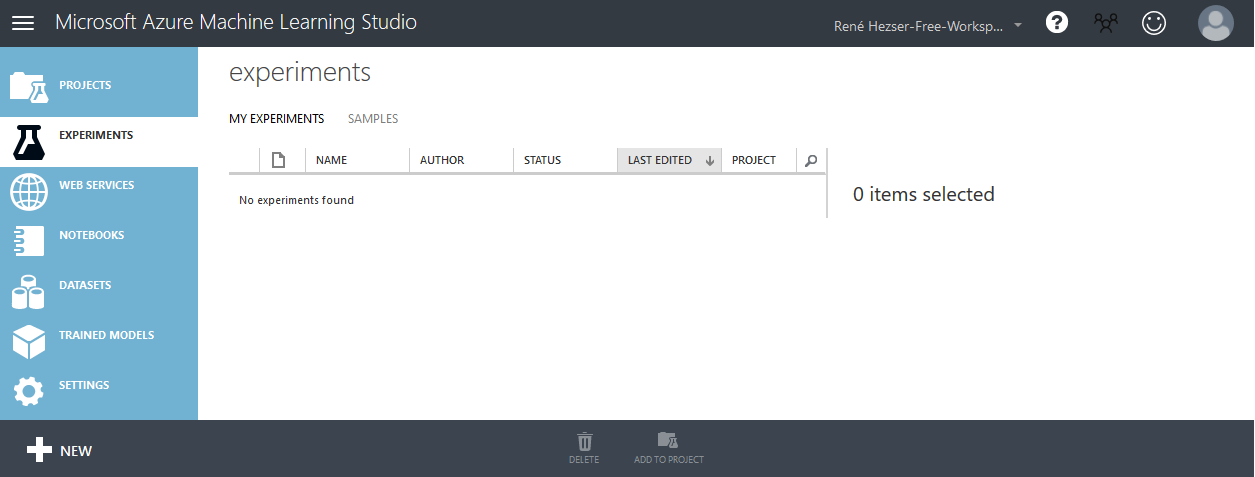 Microsoft Azure Machine Learning Studio
René Hezser-Free-Worksp...
?
PROJECTS
EXPERIMENTS
WEB SERVICES
NOTEBOOKS
DATASETS
TRAINED MODELS
SETTINGS
experiments
MY EXPERIMENTS SAMPLES
NAME AUTHOR STATUS LAST EDITED PROJECT
No experiments found
0 items selected
NEW
DELETE
ADD TO PROJECT